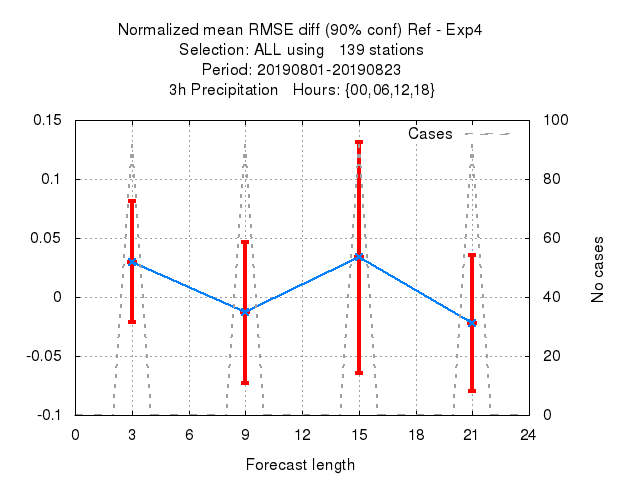 Normalized mean RMSE diff (90% conf) Ref - Exp4
Selection: ALL using   139 stations
Period: 20190801-20190823
3h Precipitation   Hours: {00,06,12,18}
0.15
0.1
0.05
0
-0.05
-0.1
Cases
100
80
60
40
20
0
No cases
0 3 6 9 12 15 18 21 24
Forecast length